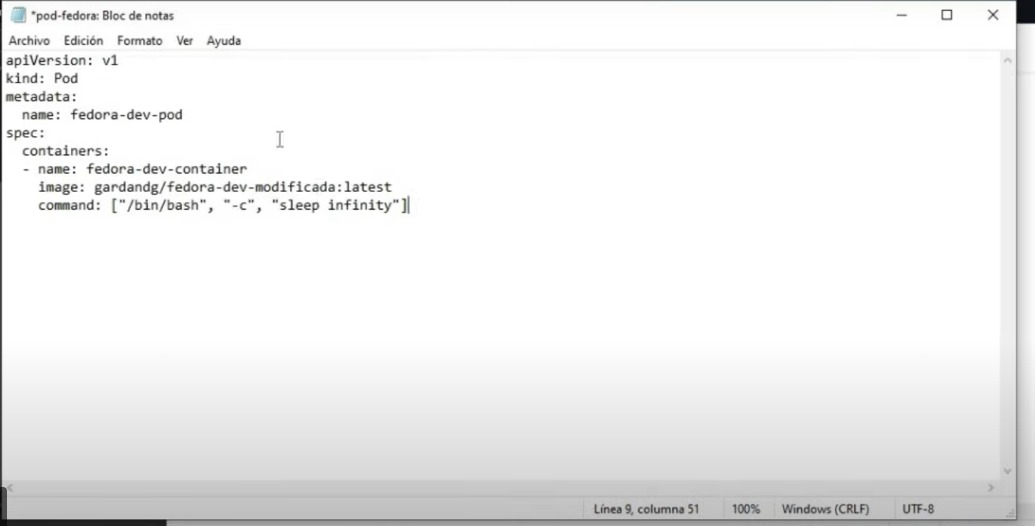 *pod-fedora: Bloc de notas
Archivo Edición Formato Ver Ayuda
apiVersion: v1
kind: Pod
metadata:
  name: fedora-dev-pod
spec:
  containers:
  - name: fedora-dev-container
    image: gardandg/fedora-dev-modificada:latest
    command: ["/bin/bash", "-c", "sleep infinity"]
Línea 9, columna 51 100% Windows (CRLF) UTF-8